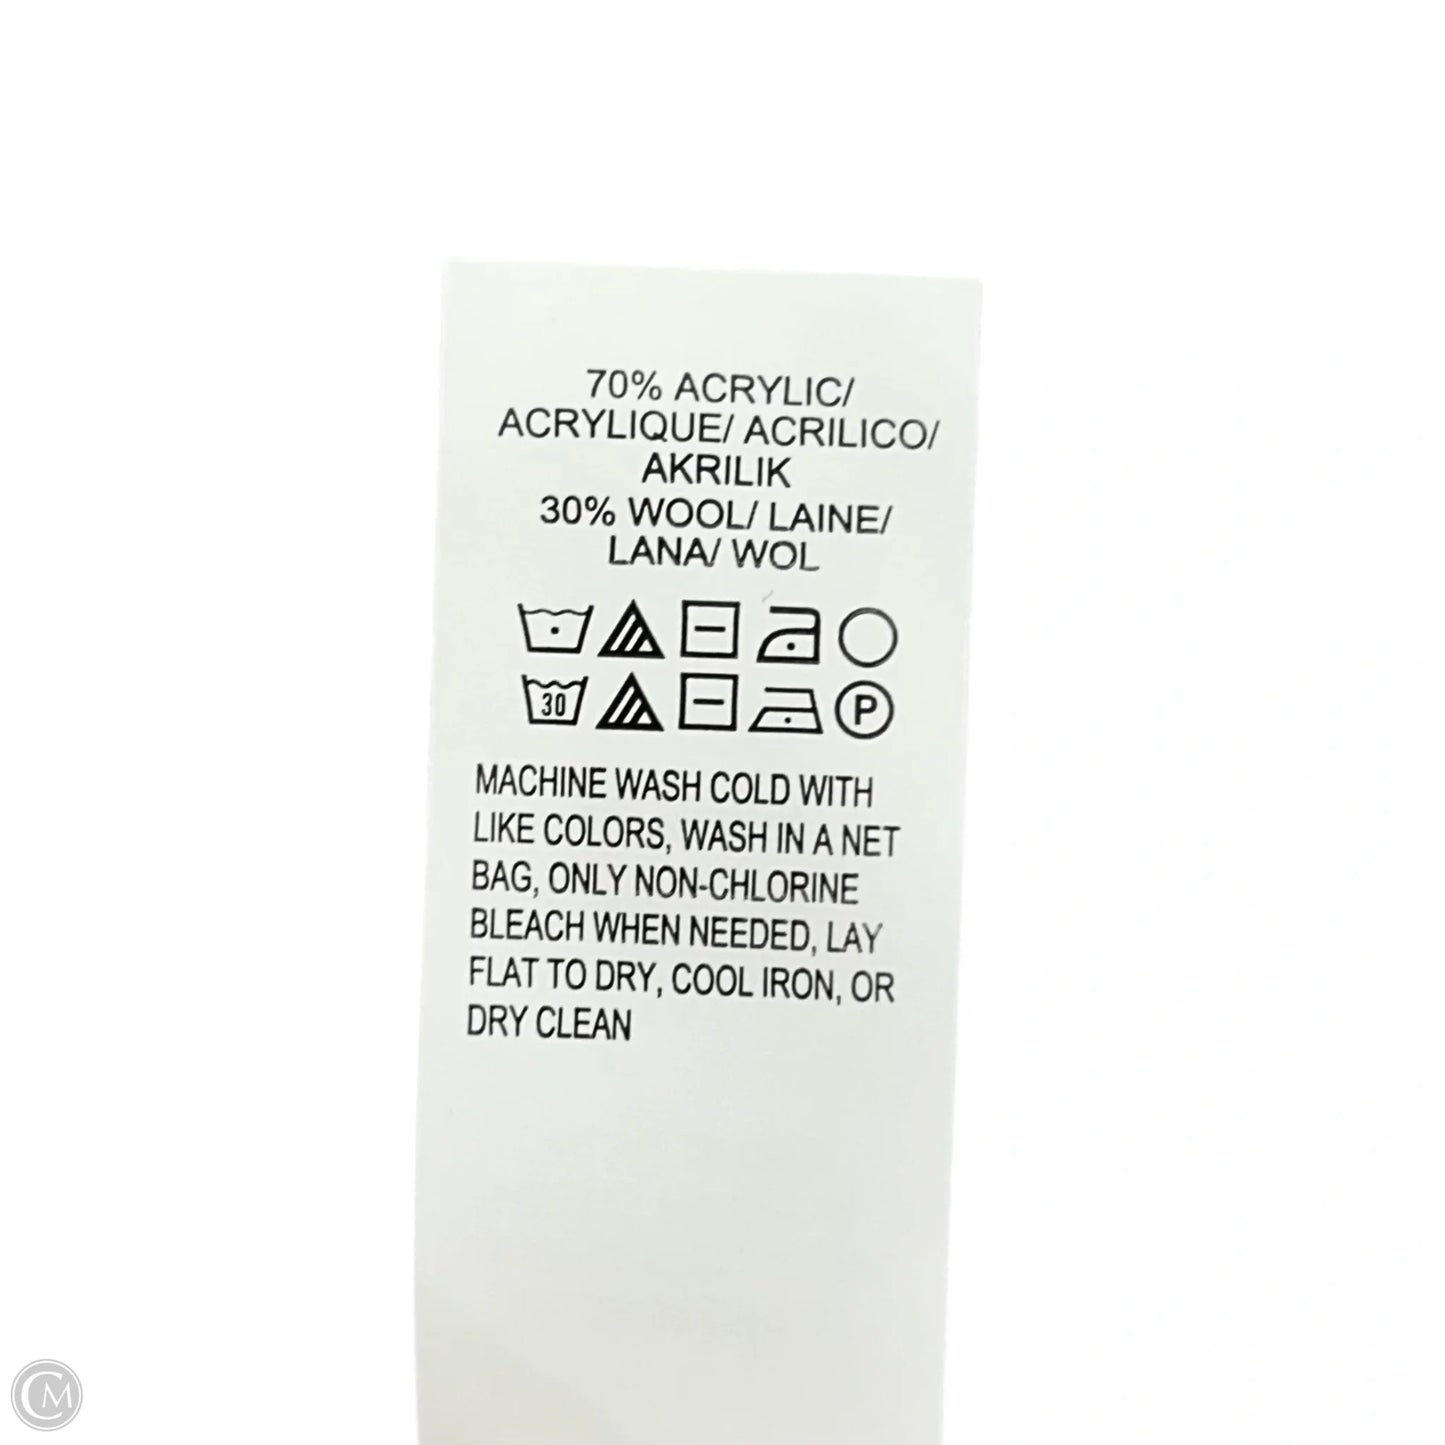 70% ACRYLIC/
ACRYLIQUE/ ACRILICO/
AKRILIK
30% WOOL/ LAINE/
LANA/ WOL
30
P
MACHINE WASH COLD WITH
LIKE COLORS, WASH IN A NET
BAG, ONLY NON-CHLORINE
BLEACH WHEN NEEDED, LAY
FLAT TO DRY, COOL IRON, OR
DRY CLEAN
CM